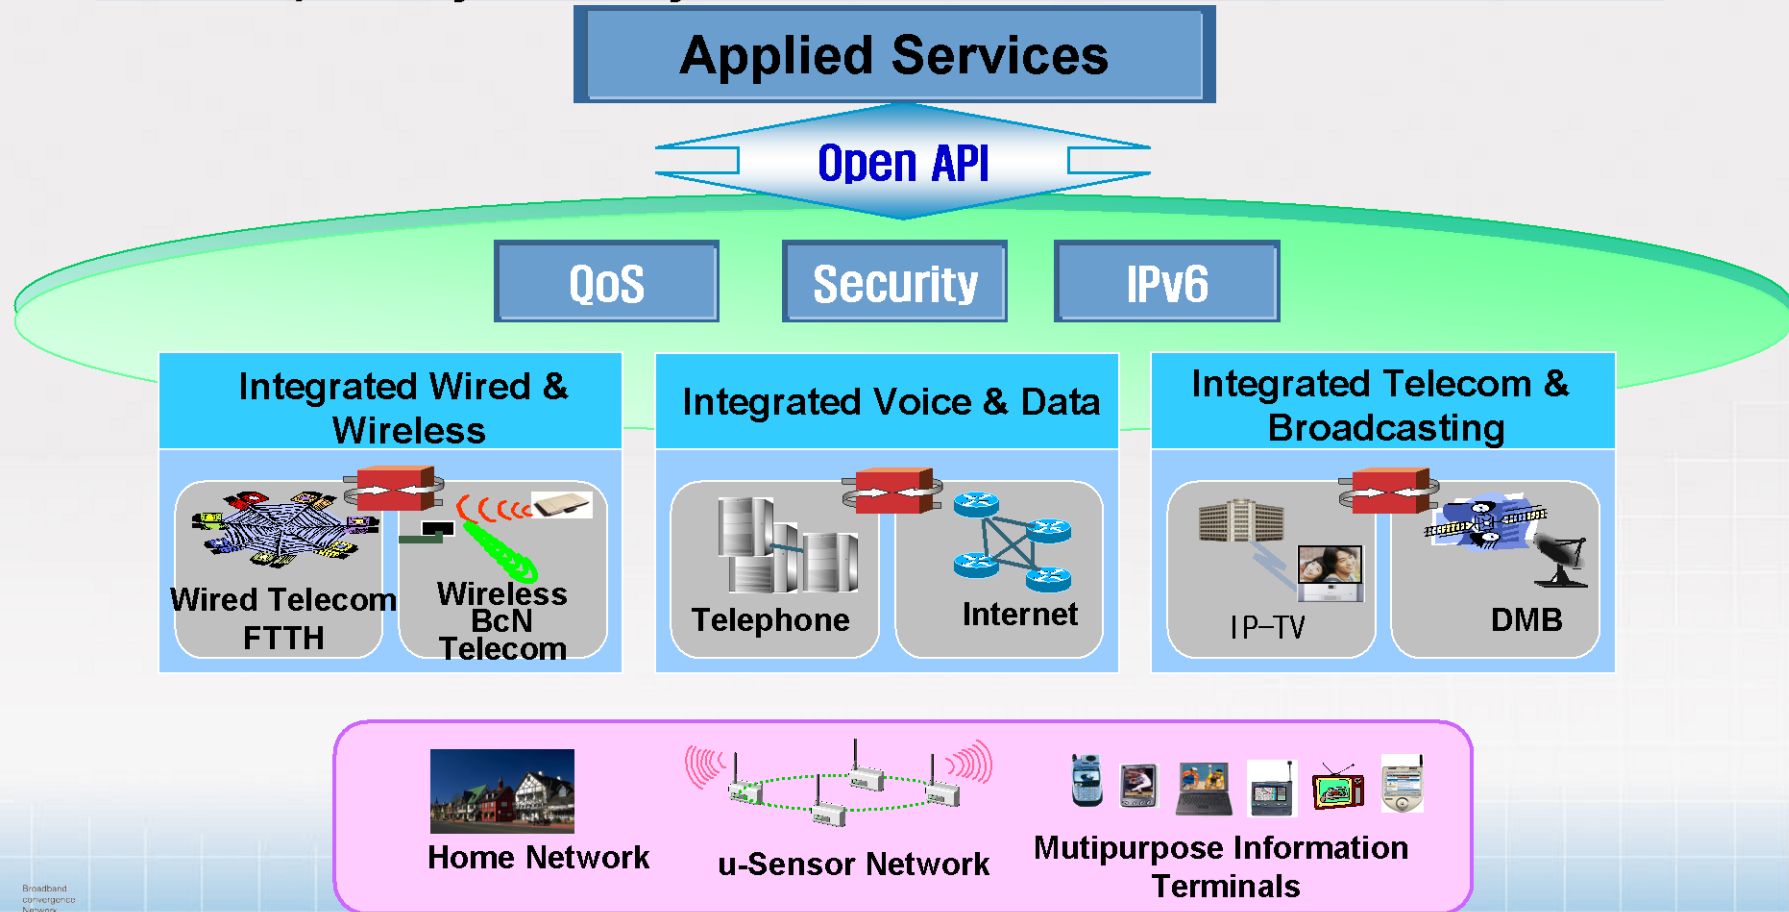 Applied Services
Open API
QoS
Security
IPv6
Integrated Wired &
Wireless
Integrated Voice & Data
Integrated Telecom &
Broadcasting
Wired Telecom
FTTH
Wireless
BcN
Telecom
Telephone
Internet
IP-TV
DMB
Home Network
u-Sensor Network
Mutipurpose Information
Terminals
Broadband
convergence
Network